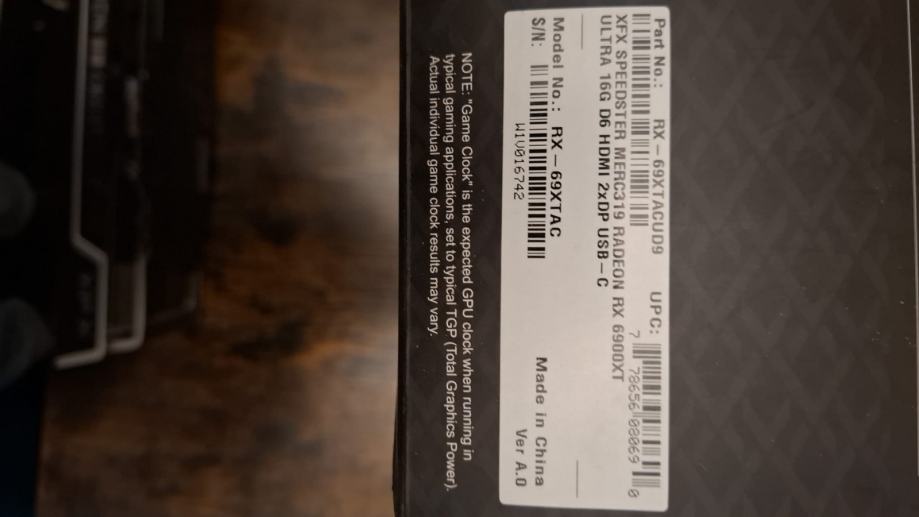 Part No.: RX-69XTACUD9 UPC: 7 78656 08069 0
XFX SPEEDSTER MERC319 RADEON RX 6900XT
ULTRA 16G D6 HDMI 2xDP USB-C
Model No.: RX-69XTAC Made in China
S/N: Ver A.0
W1V016742
NOTE: "Game Clock" is the expected GPU clock when running in
typical gaming applications, set to typical TGP (Total Graphics Power).
Actual individual game clock results may vary.